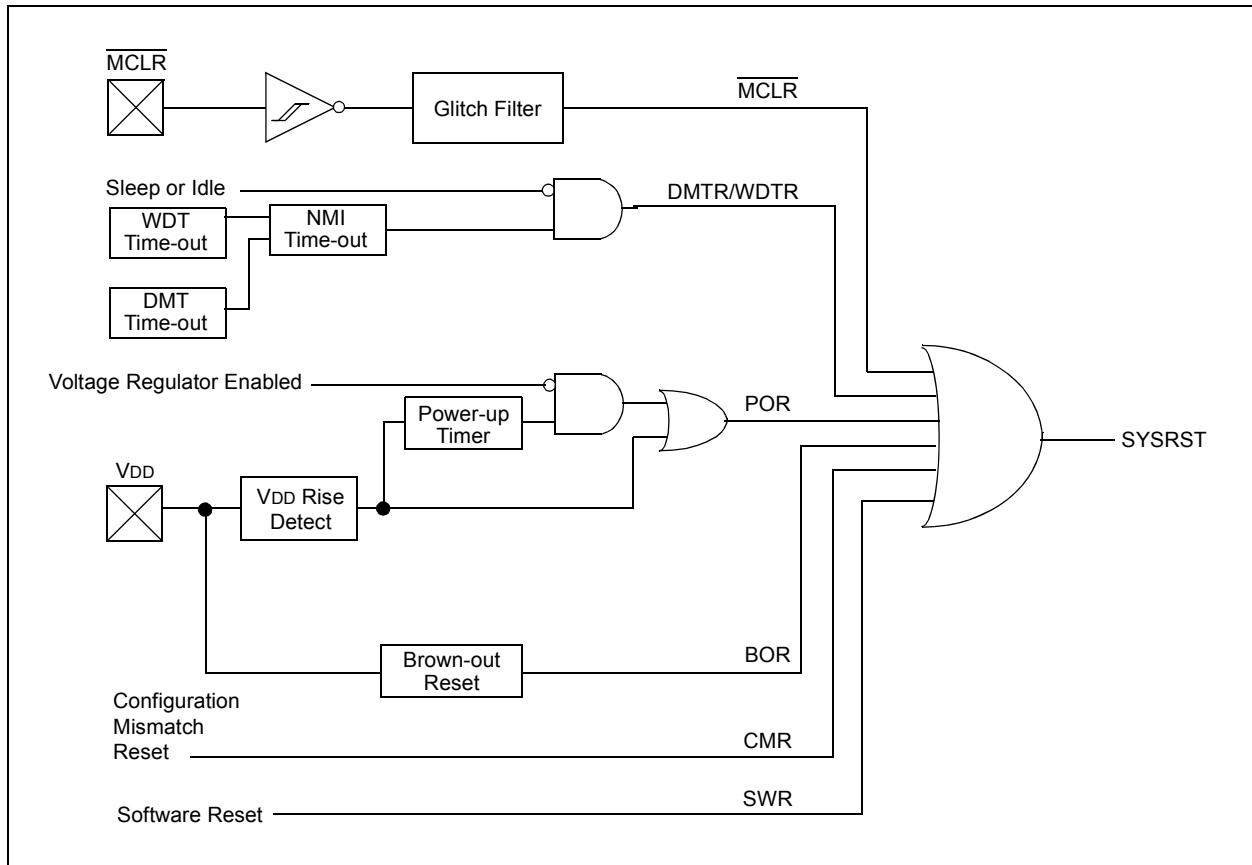 MCLR
Glitch Filter
MCLR
Sleep or Idle
WDT
Time-out
NMI
Time-out
DMTR/WDTR
DMT
Time-out
Voltage Regulator Enabled
Power-up
Timer
POR
SYSRST
VDD
VDD Rise
Detect
Brown-out
Reset
BOR
Configuration
Mismatch
Reset
CMR
SWR
Software Reset